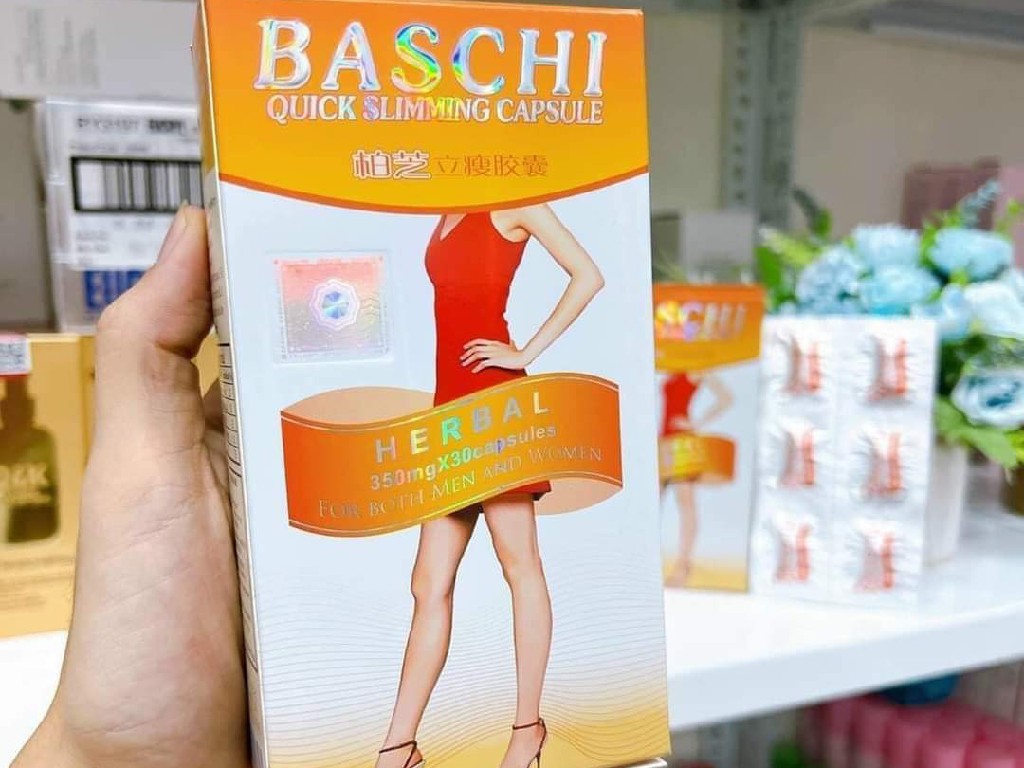 BASCHI
QUICK SLIMMING CAPSULE
柏芝立瘦胶囊
HERBAL
350mgX30capsules
FOR BOTH MEN AND WOMEN